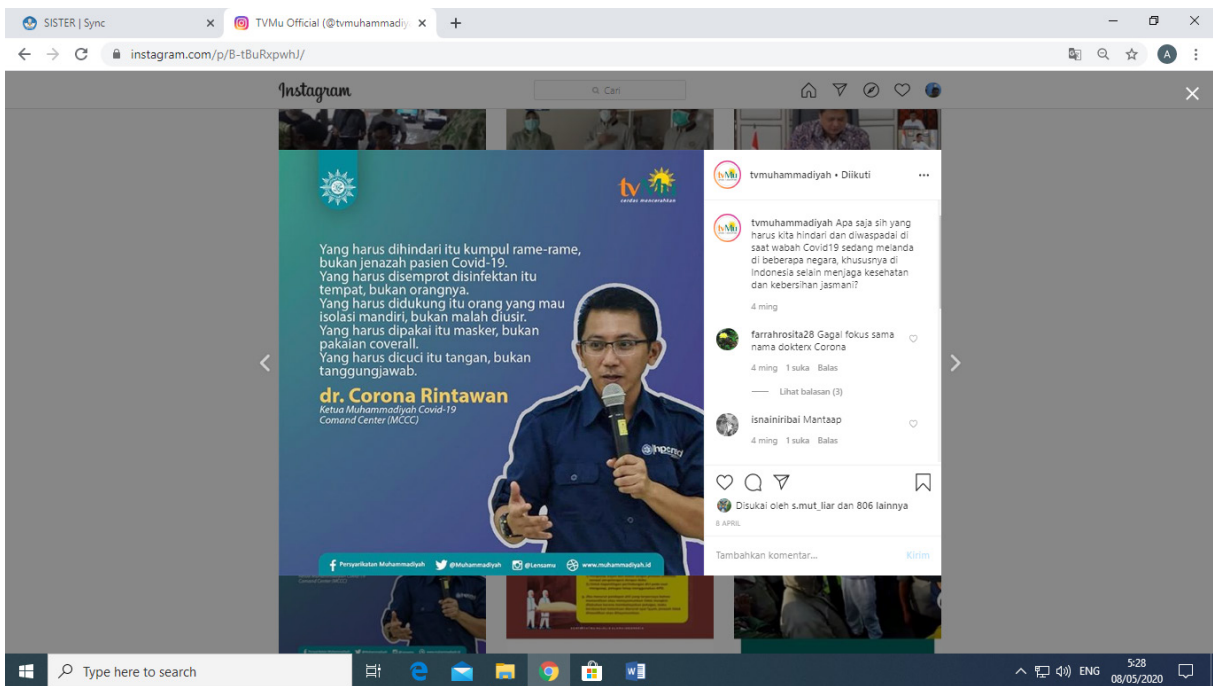 SISTER | Sync
TVMu Official (@tvmuhammadiy
instagram.com/p/B-tBuRxpwhJ/
A
Instagram
Cari
tv
cerdas mencerahkan
Yang harus dihindari itu kumpul rame-rame,
bukan jenazah pasien Covid-19.
Yang harus disemprot disinfektan itu
tempat, bukan orangnya.
Yang harus didukung itu orang yang mau
isolasi mandiri, bukan malah diusir.
Yang harus dipakai itu masker, bukan
pakaian coverall.
Yang harus dicuci itu tangan, bukan
tanggungjawab.
dr. Corona Rintawan
Ketua Muhammadiyah Covid-19
Comand Center (MCCC)
Persyarikatan Muhammadiyah @Muhammadiyah @Lensamu www.muhammadiyah.id
tvMu
tvmuhammadiyah • Diikuti
tvMu
tvmuhammadiyah Apa saja sih yang
harus kita hindari dan diwaspadai di
saat wabah Covid19 sedang melanda
di beberapa negara, khususnya di
Indonesia selain menjaga kesehatan
dan kebersihan jasmani?
4 ming
farrahrosita28 Gagal fokus sama
nama dokterx Corona
4 ming 1 suka Balas
Lihat balasan (3)
isnainiribai Mantaap
4 ming 1 suka Balas
Disukai oleh s.mut_liar dan 806 lainnya
8 APRIL
Tambahkan komentar... Kirim
Type here to search
ENG
5:28
08/05/2020